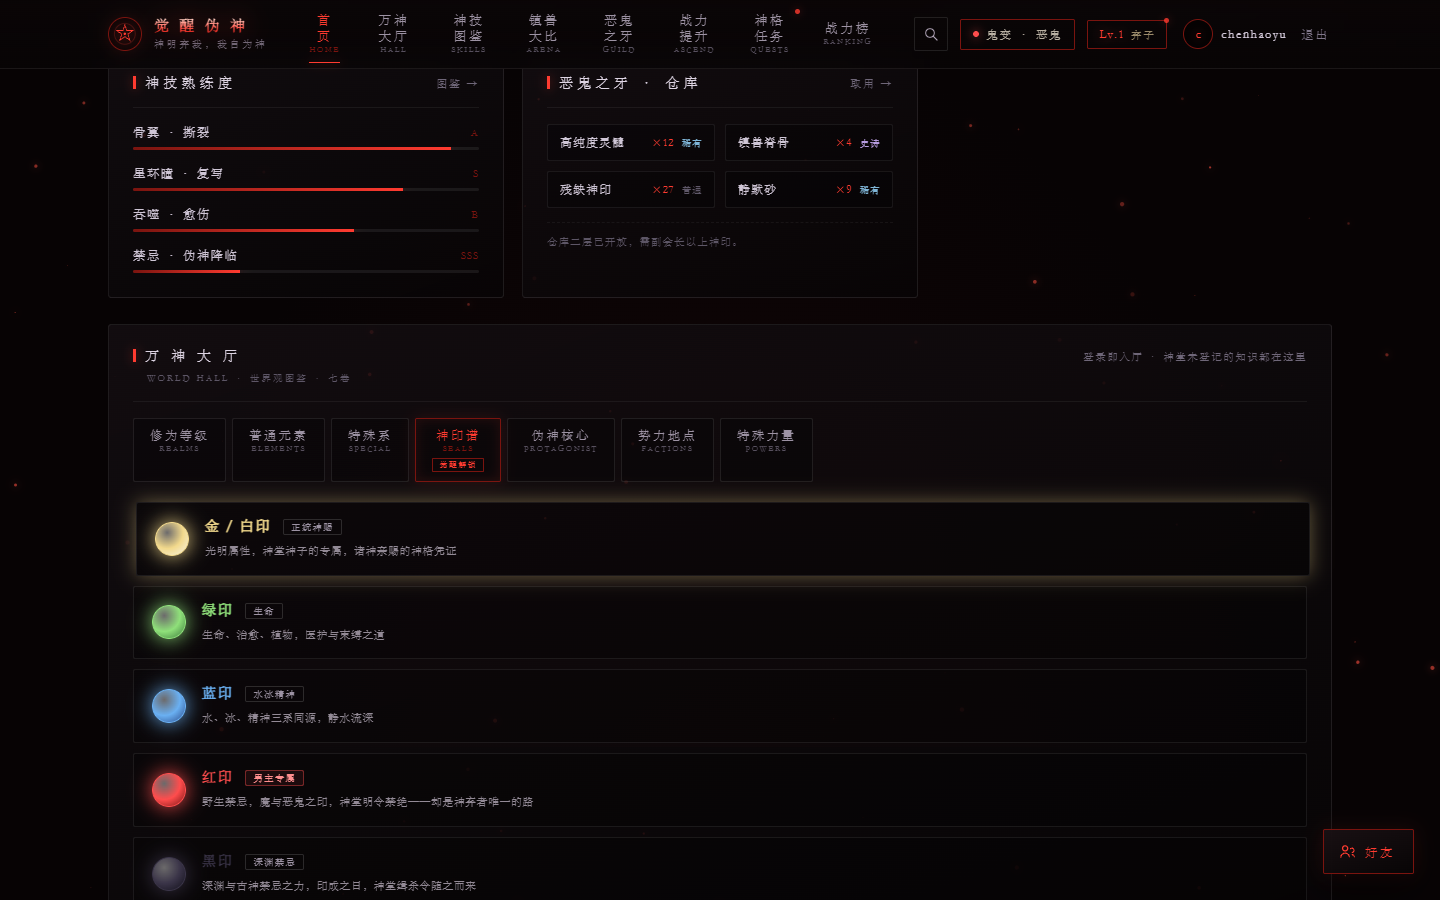 觉醒伪神
神明弃我，我自为神
首页
HOME
万神大厅
HALL
神技图鉴
SKILLS
镇兽大比
ARENA
恶鬼之牙
GUILD
战力提升
ASCEND
神格任务
QUESTS
战力榜
RANKING
鬼变 · 恶鬼
Lv.1 弃子
c
chenhaoyu
退出
神技熟练度
图鉴 →
骨翼 · 撕裂
A
星环瞳 · 复写
S
吞噬 · 愈伤
B
禁忌 · 伪神降临
SSS
恶鬼之牙 · 仓库
取用 →
高纯度灵髓 ×12 稀有
镇兽脊骨 ×4 史诗
残缺神印 ×27 普通
静默砂 ×9 稀有
仓库二层已开放，需副会长以上神印。
万神大厅
登录即入厅 · 神堂未登记的知识都在这里
WORLD HALL · 世界观图鉴 · 七卷
修为等级
REALMS
普通元素
ELEMENTS
特殊系
SPECIAL
神印谱
SEALS
觉醒解锁
伪神核心
PROTAGONIST
势力地点
FACTIONS
特殊力量
POWERS
金 / 白印 正统神赐
光明属性，神堂神子的专属，诸神亲赐的神格凭证
绿印 生命
生命、治愈、植物，医护与束缚之道
蓝印 水冰精神
水、冰、精神三系同源，静水流深
红印 男主专属
野生禁忌，魔与恶鬼之印，神堂明令禁绝——却是神弃者唯一的路
黑印 深渊禁忌
深渊与古神禁忌之力，印成之日，神堂缉杀令随之而来
好友